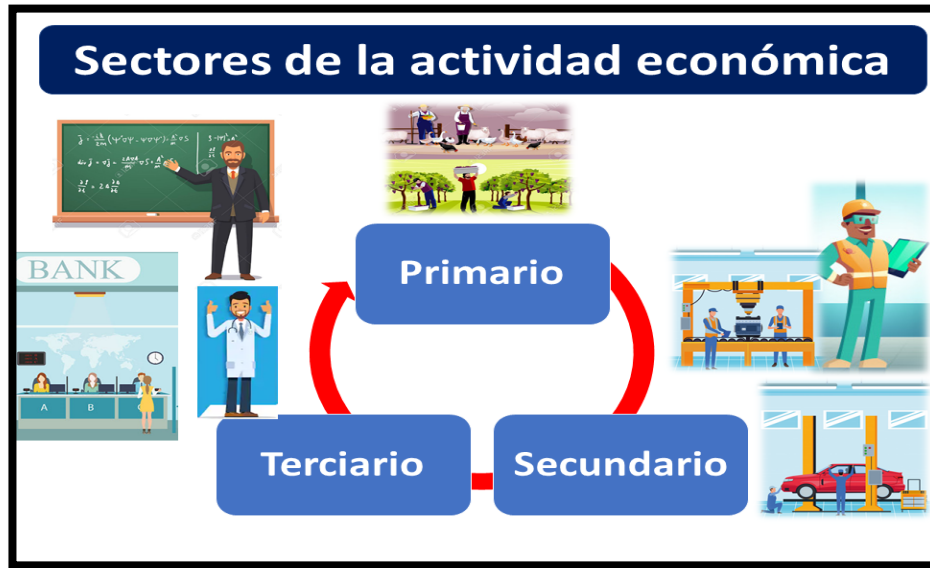 Sectores de la actividad económica
BANK
A B
Primario
Terciario
Secundario